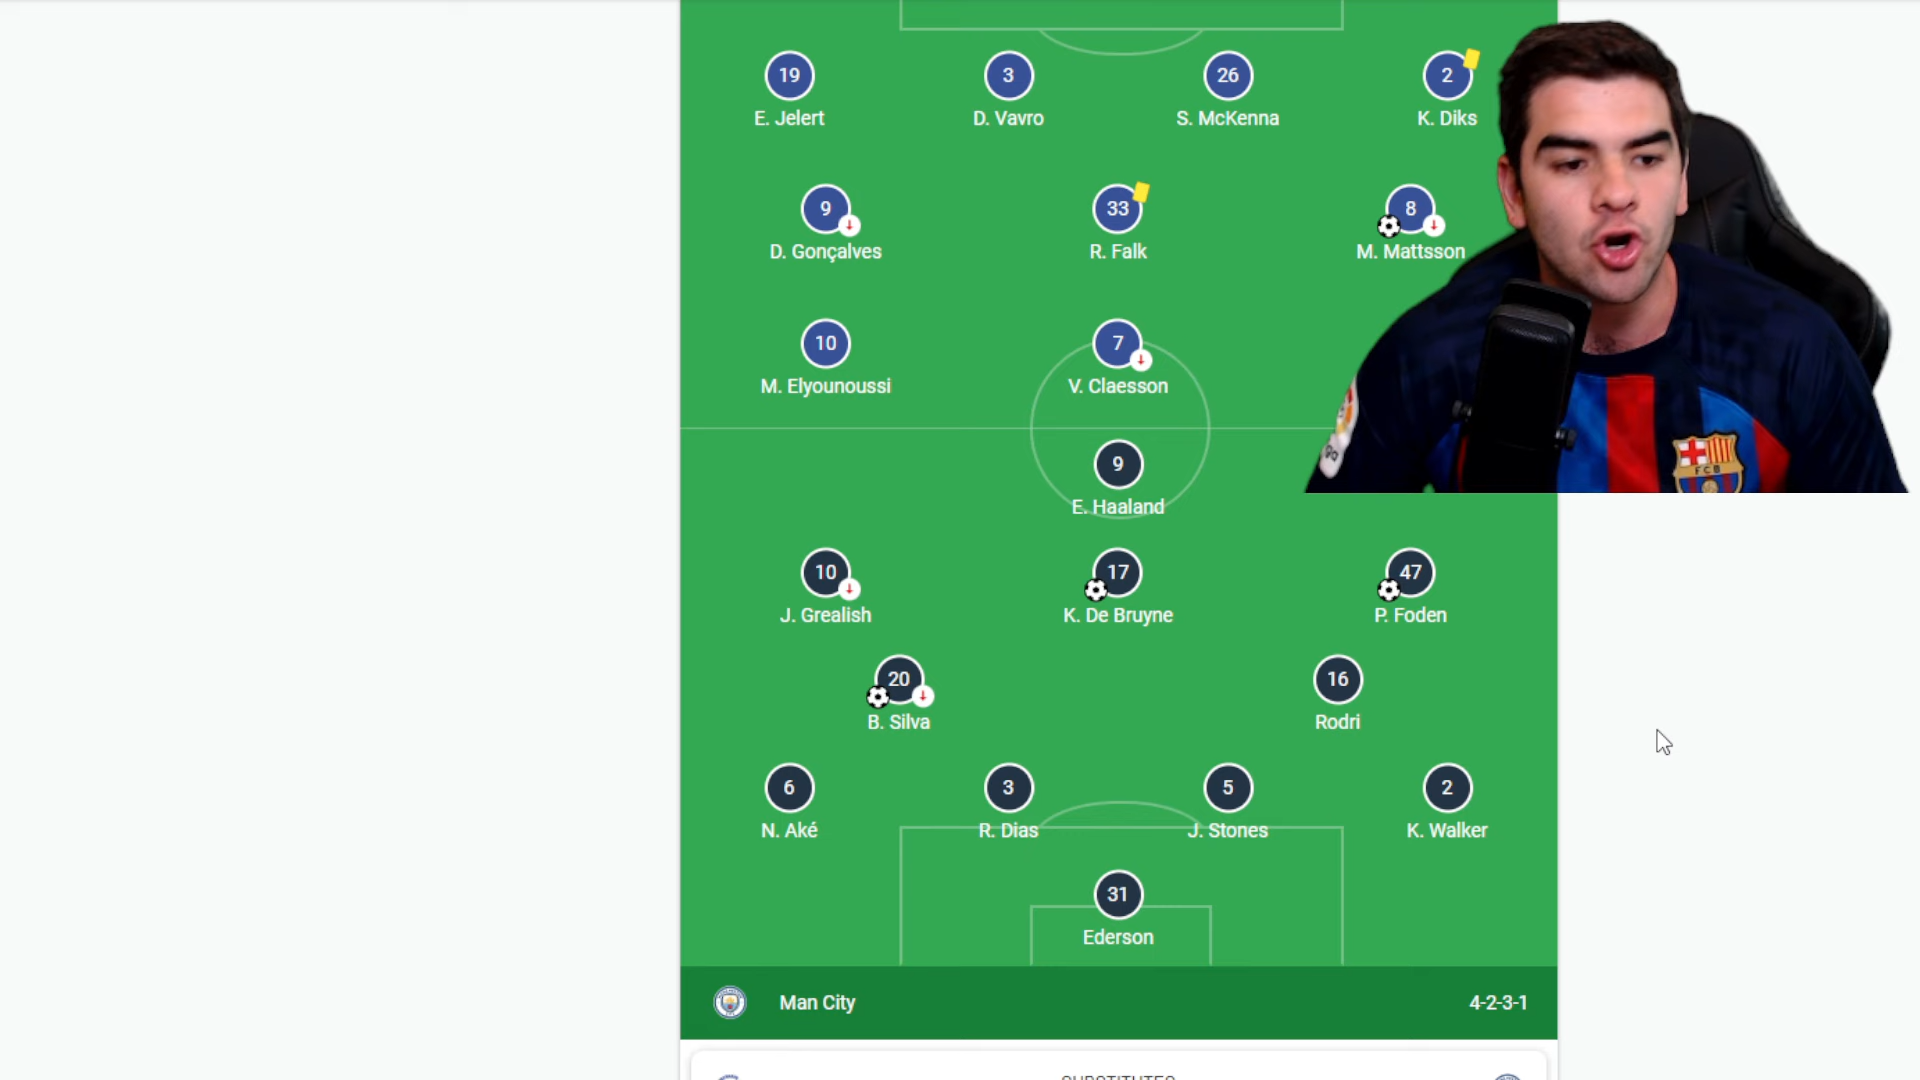 19 3 26 2
E. Jelert D. Vavro S. McKenna K. Diks
9 33 8
D. Gonçalves R. Falk M. Mattsson
10 7
M. Elyounoussi V. Claesson
9
E. Haaland
10 17 47
J. Grealish K. De Bruyne P. Foden
20 16
B. Silva Rodri
6 3 5 2
N. Aké R. Dias J. Stones K. Walker
31
Ederson
Man City 4-2-3-1
SUBSTITUTES
FCB